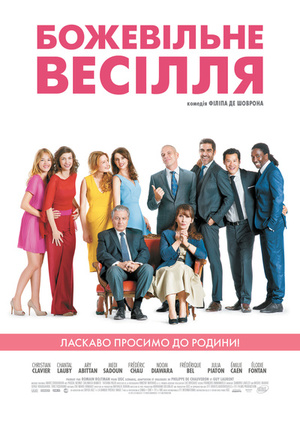 БОЖЕВІЛЬНЕ
ВЕСІЛЛЯ
комедія ФІЛІПА ДЕ ШОВРОНА
ЛАСКАВО ПРОСИМО ДО РОДИНИ!
CHRISTIAN CLAVIER
CHANTAL LAUBY
ARY ABITTAN
MEDI SADOUN
FRÉDÉRIC CHAU
NOOM DIAWARA
FRÉDÉRIQUE BEL
JULIA PIATON
ÉMILIE CAEN
ÉLODIE FONTAN